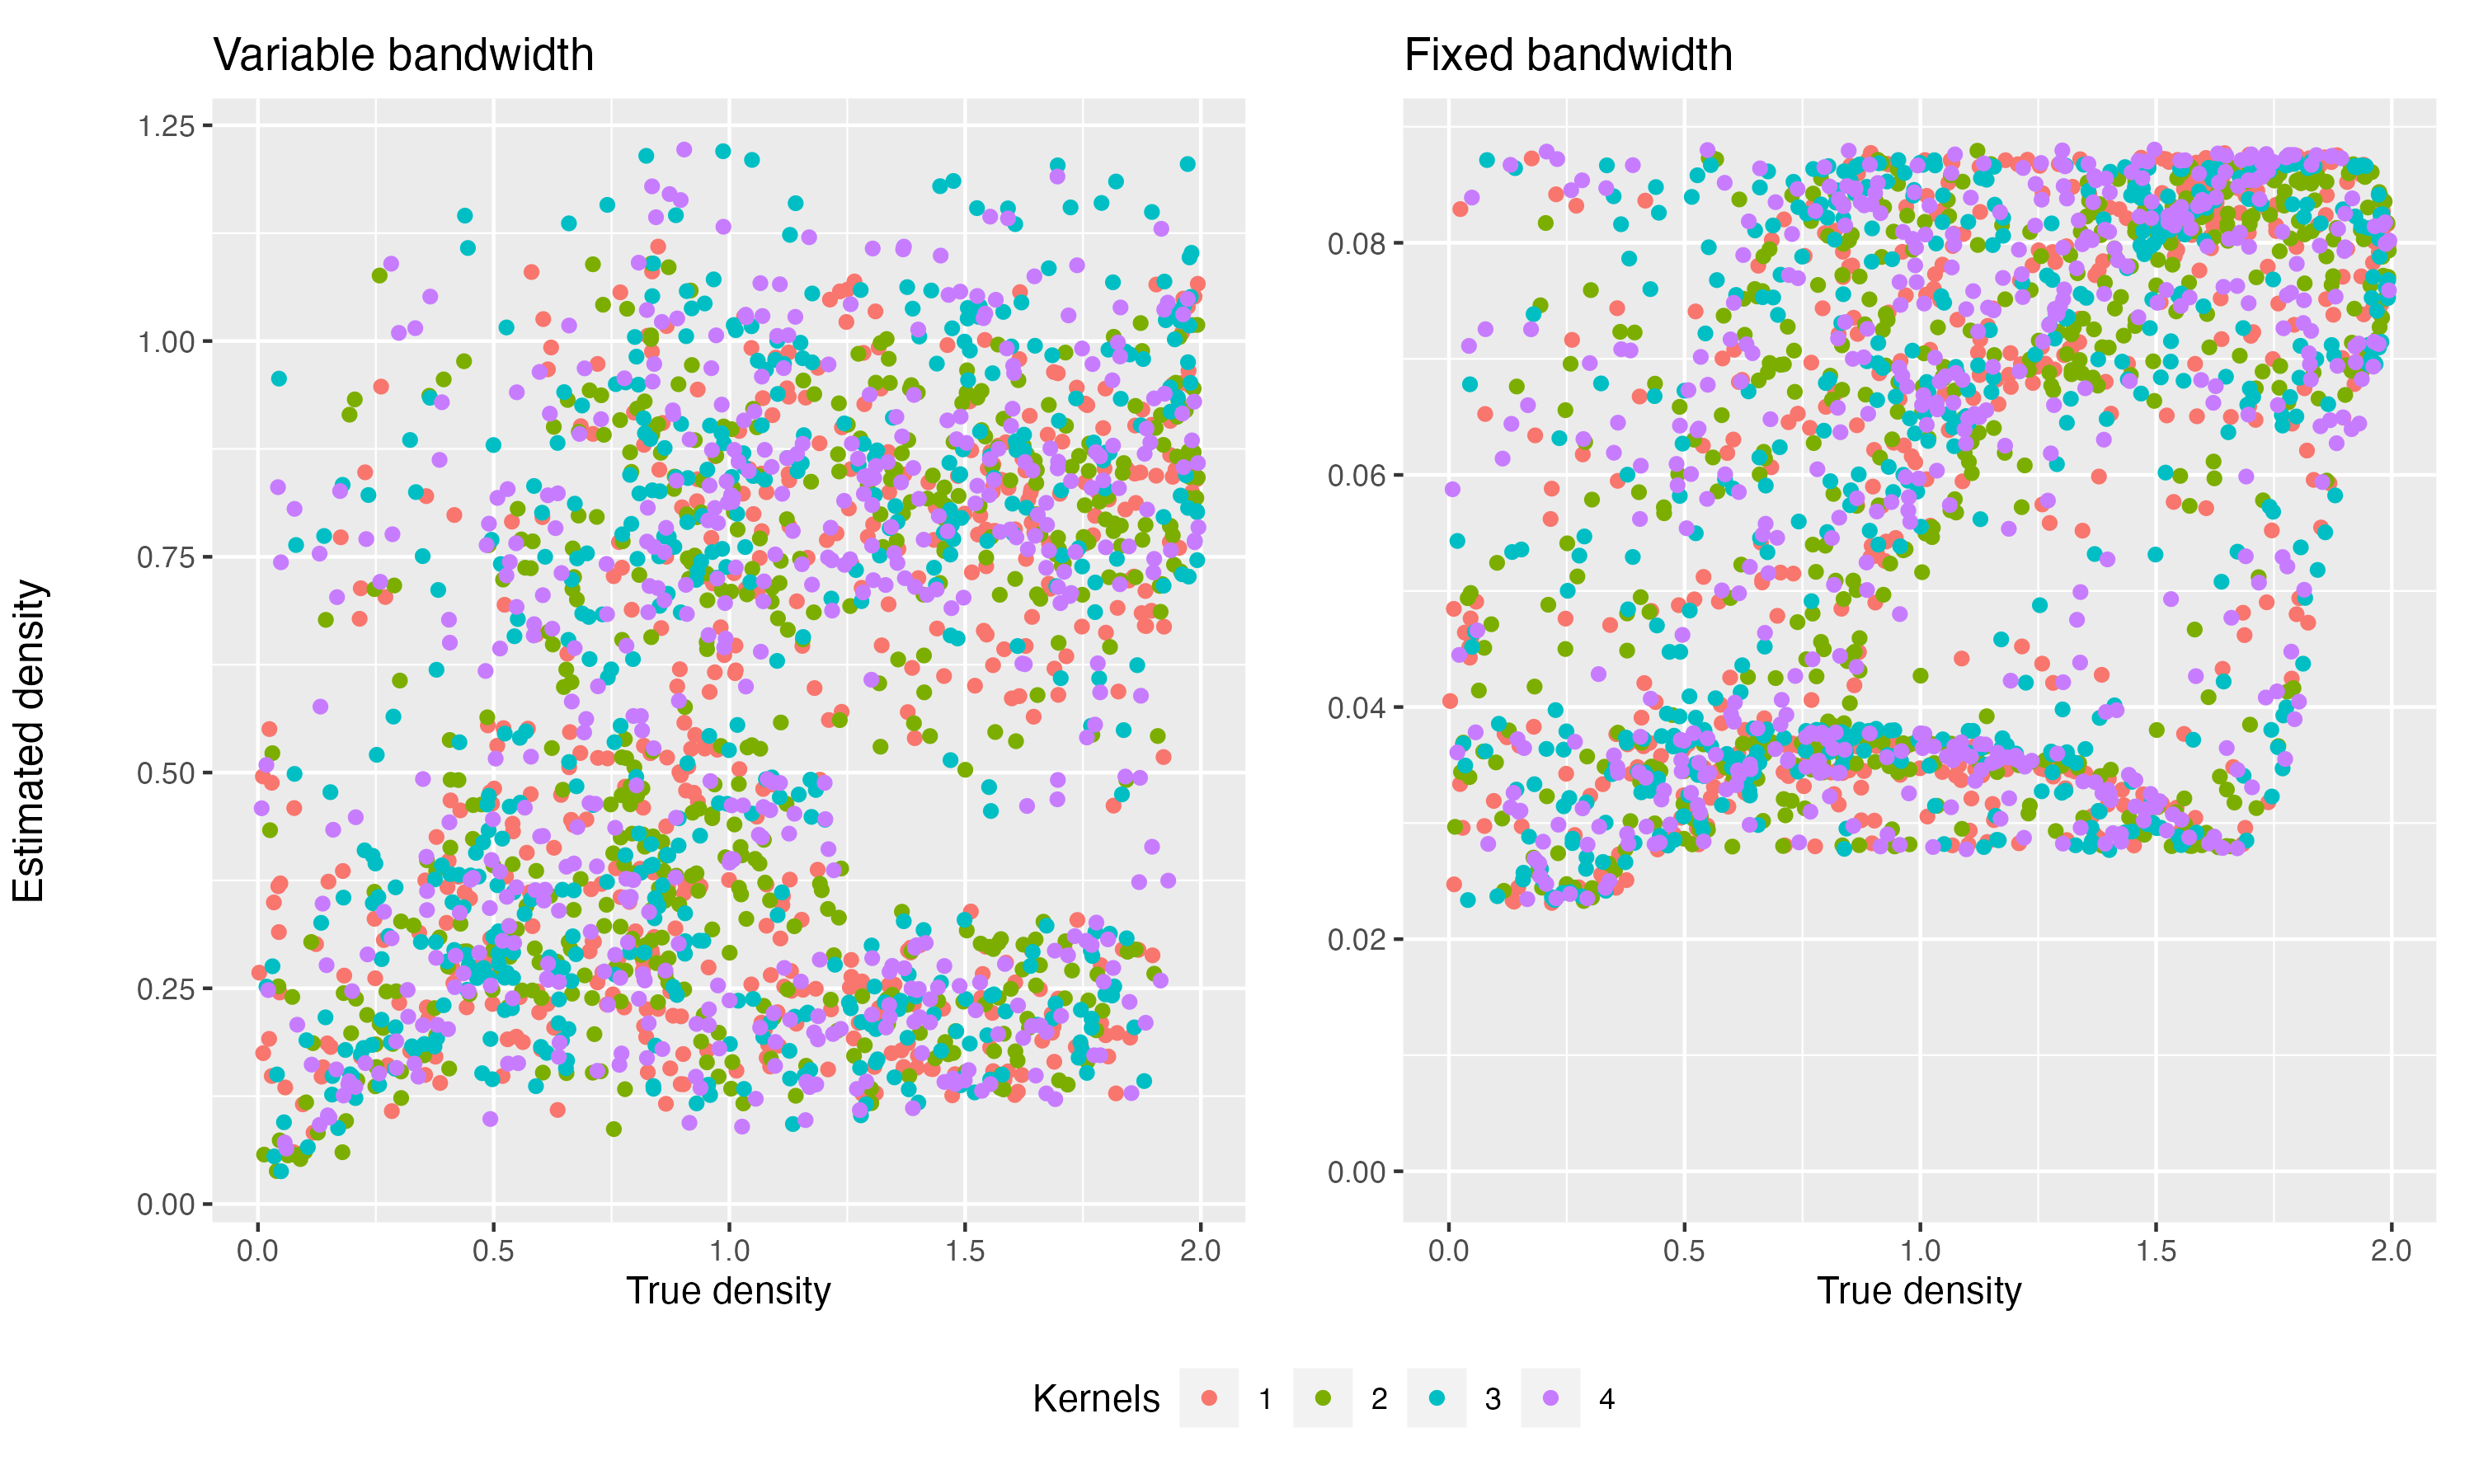 Variable bandwidth
Fixed bandwidth
Estimated density
1.25
1.00
0.75
0.50
0.25
0.00
0.0 0.5 1.0 1.5 2.0
True density
0.08
0.06
0.04
0.02
0.00
0.0 0.5 1.0 1.5 2.0
True density
Kernels 1 2 3 4